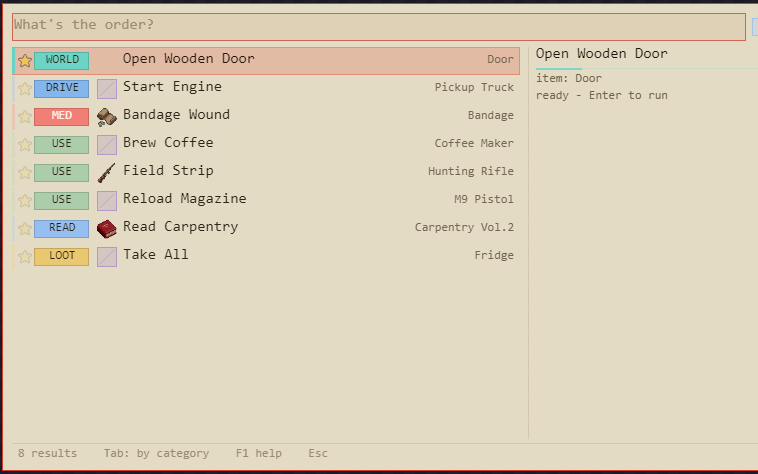 What's the order?
WORLD Open Wooden Door Door
DRIVE Start Engine Pickup Truck
MED Bandage Wound Bandage
USE Brew Coffee Coffee Maker
USE Field Strip Hunting Rifle
USE Reload Magazine M9 Pistol
READ Read Carpentry Carpentry Vol.2
LOOT Take All Fridge
Open Wooden Door
item: Door
ready - Enter to run
8 results Tab: by category F1 help Esc